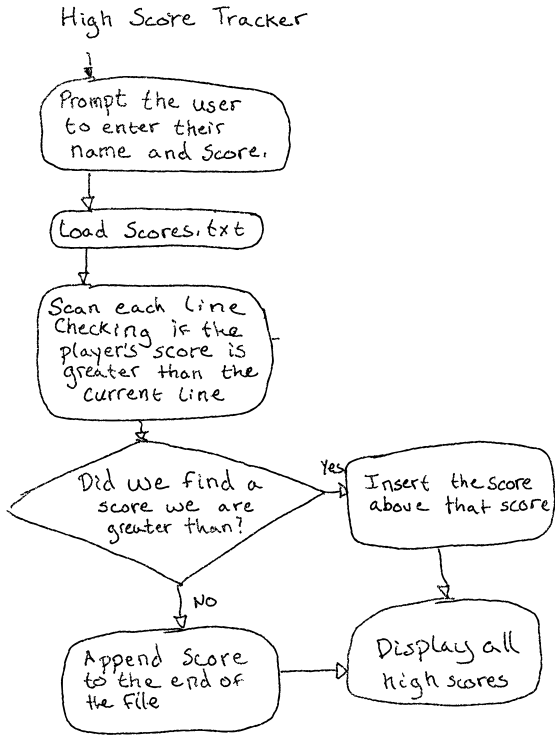 High Score Tracker
Prompt the user
to enter their
name and Score.
Load Scores.txt
Scan each line
Checking if the
player's score is
greater than the
current line
Did we find a
score we are
greater than?
Yes
Insert the score
above that score
NO
Append Score
to the end of
the File
Display all
high scores